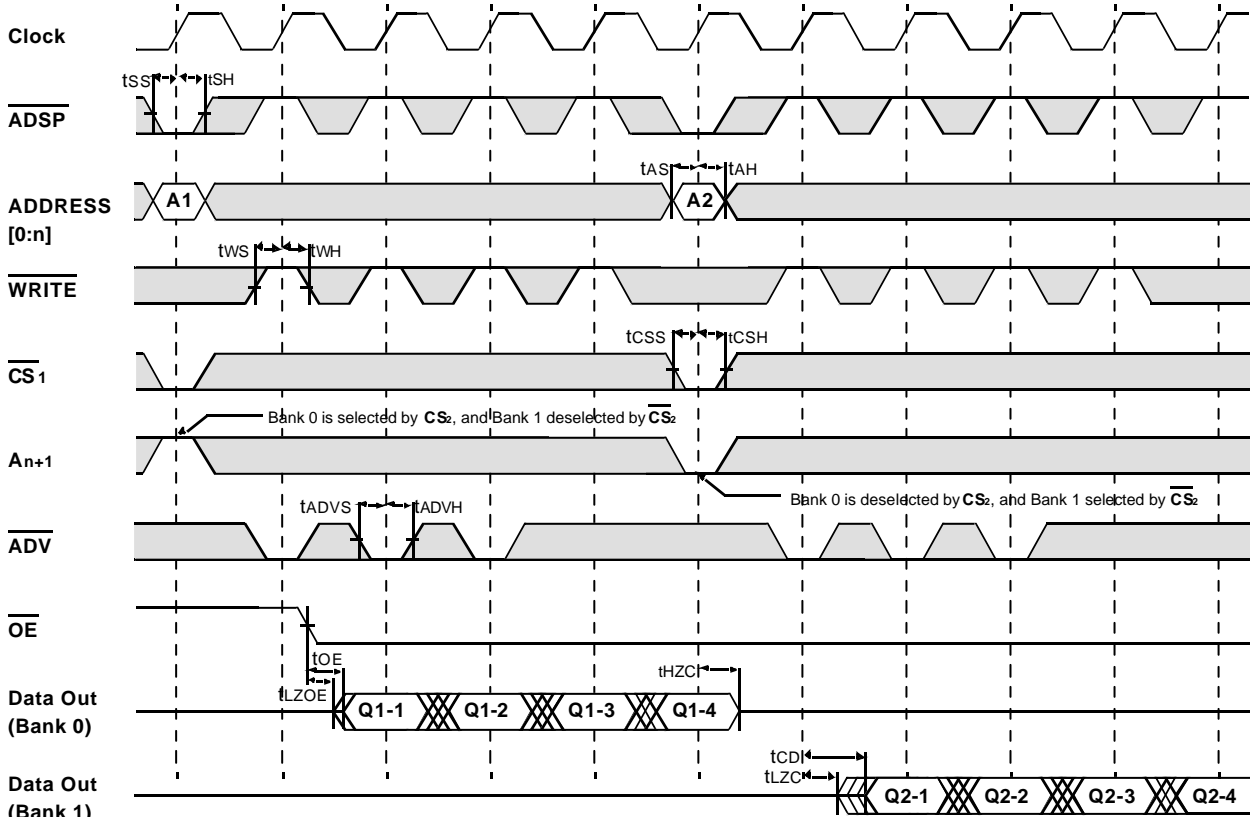 Clock
tSS tSH
ADSP
tAS tAH
ADDRESS
[0:n]
A1 A2
tWS tWH
WRITE
tCSS tCSH
CS1
Bank 0 is selected by CS2, and Bank 1 deselected by CS2
An+1
Bank 0 is deselected by CS2, and Bank 1 selected by CS2
tADVS tADVH
ADV
OE
tOE
tHZC
tLZOE
Data Out
(Bank 0)
Q1-1 Q1-2 Q1-3 Q1-4
tCD
tLZC
Data Out
(Bank 1)
Q2-1 Q2-2 Q2-3 Q2-4